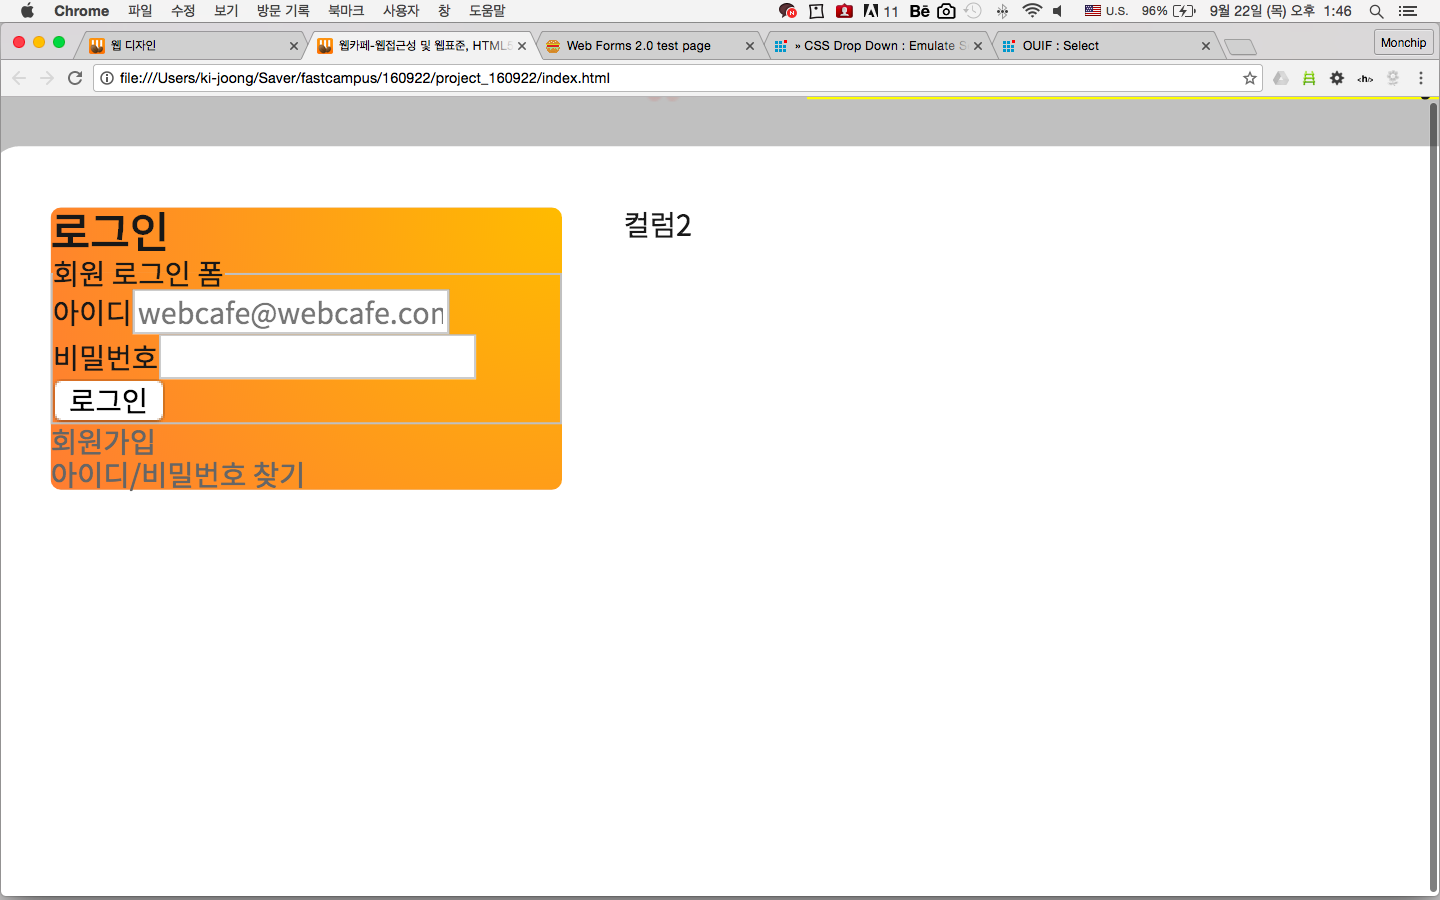 Chrome 파일 수정 보기 방문 기록 북마크 사용자 창 도움말 11 Bē U.S. 96% 9월 22일 (목) 오후 1:46
웹 디자인 웹카페-웹접근성 및 웹표준, HTML5 Web Forms 2.0 test page » CSS Drop Down : Emulate S OUIF : Select Monchip
file:///Users/ki-joong/Saver/fastcampus/160922/project_160922/index.html <h/>
로그인
컬럼2
회원 로그인 폼
아이디 webcafe@webcafe.con
비밀번호
로그인
회원가입
아이디/비밀번호 찾기